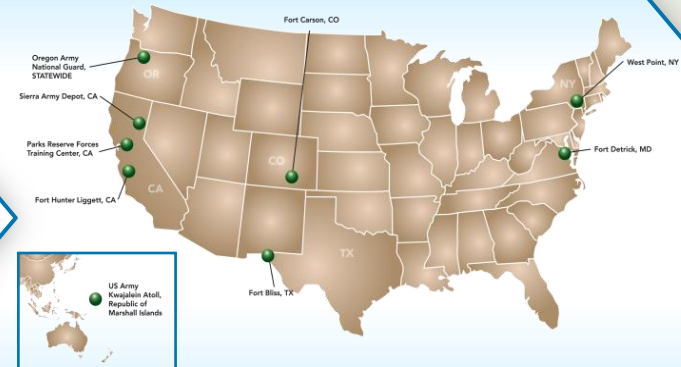 Fort Carson, CO
West Point, NY
Oregon Army
National Guard,
STATEWIDE
OR
NY
Sierra Army Depot, CA
Parks Reserve Forces
Training Center, CA
Fort Detrick, MD
CO
CA
Fort Hunter Liggett, CA
TX
Fort Bliss, TX
US Army
Kwajalein Atoll,
Republic of
Marshall Islands